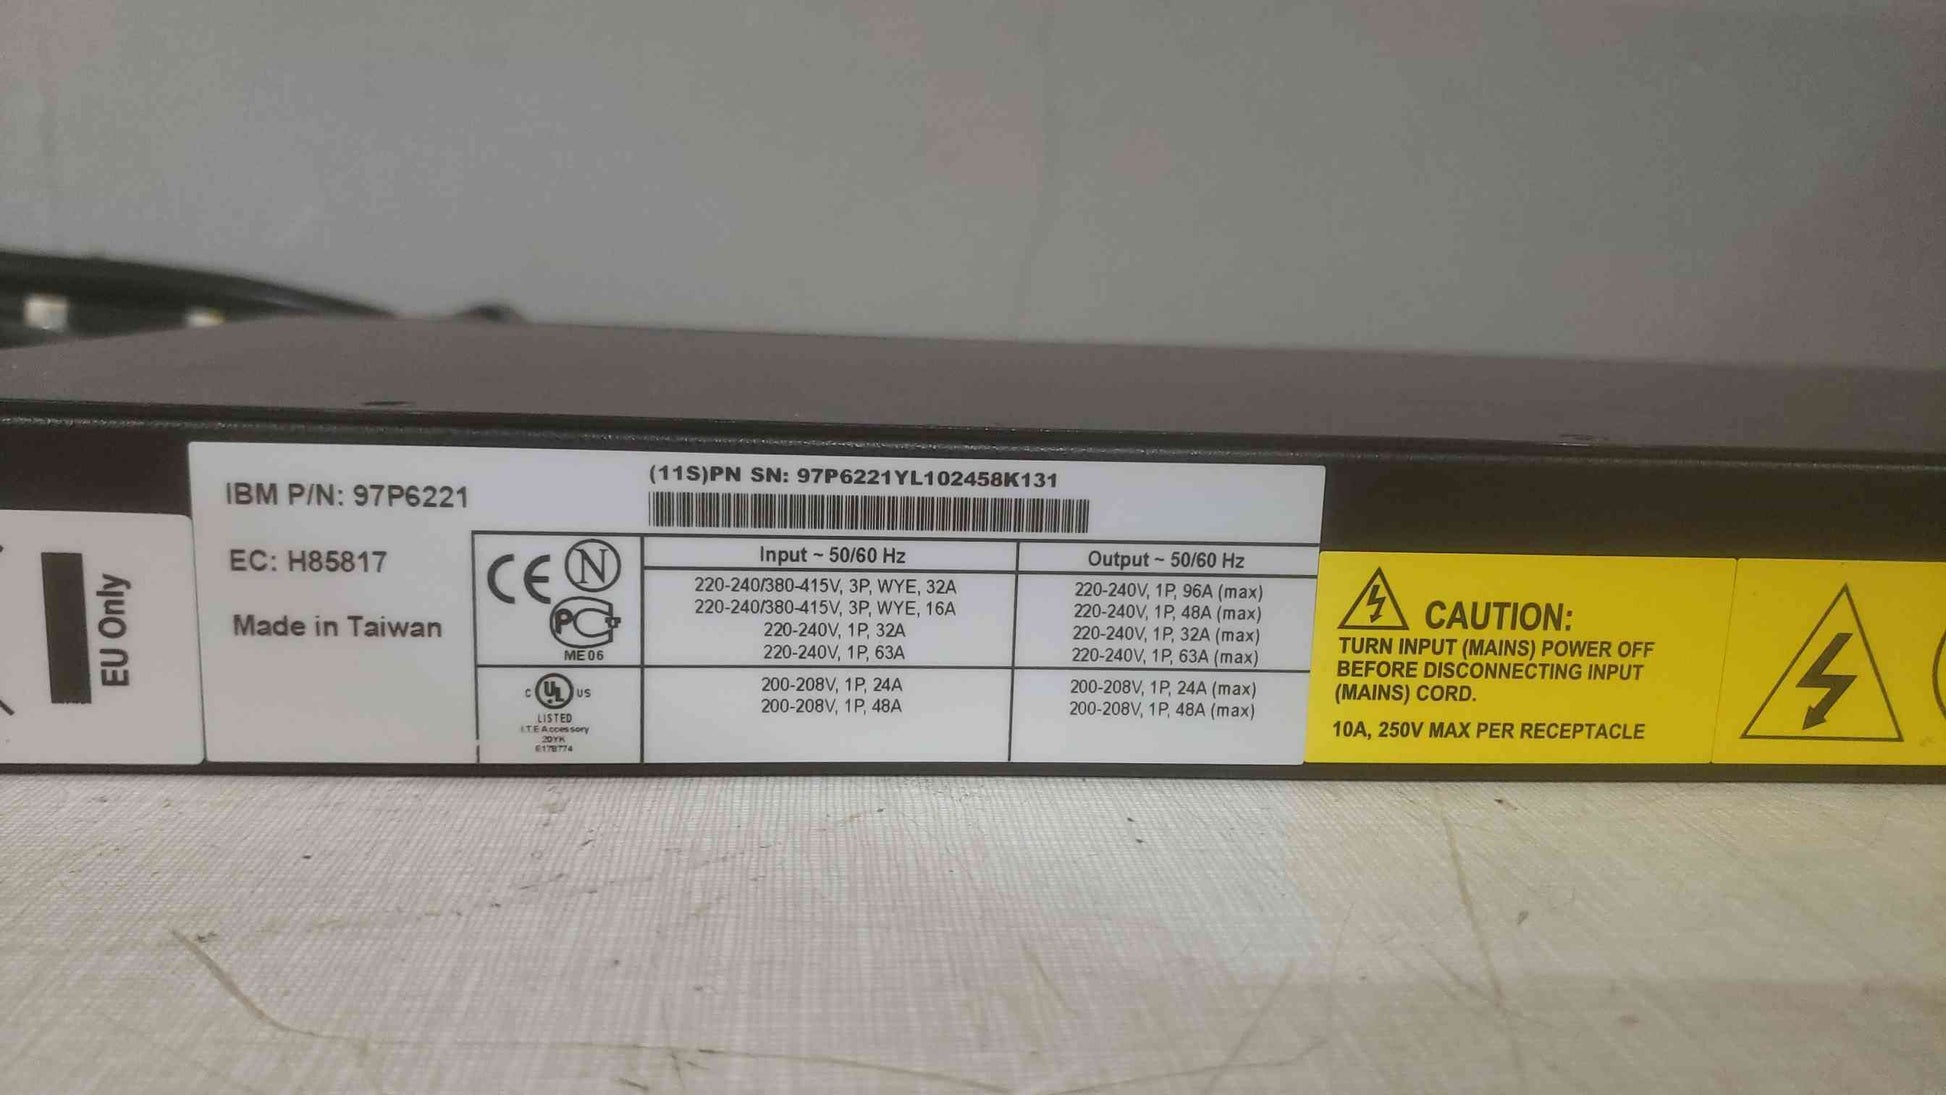 EU Only
IBM P/N: 97P6221
EC: H85817
Made in Taiwan
(11S)PN SN: 97P6221YL102458K131
CE N
PC T
ME06
C UL US
LISTED
I.T.E Accessory
20YK
E178774
Input ~ 50/60 Hz
220-240/380-415V, 3P, WYE, 32A
220-240/380-415V, 3P, WYE, 16A
220-240V, 1P, 32A
220-240V, 1P, 63A
200-208V, 1P, 24A
200-208V, 1P, 48A
Output ~ 50/60 Hz
220-240V, 1P, 96A (max)
220-240V, 1P, 48A (max)
220-240V, 1P, 32A (max)
220-240V, 1P, 63A (max)
200-208V, 1P, 24A (max)
200-208V, 1P, 48A (max)
CAUTION:
TURN INPUT (MAINS) POWER OFF
BEFORE DISCONNECTING INPUT
(MAINS) CORD.
10A, 250V MAX PER RECEPTACLE